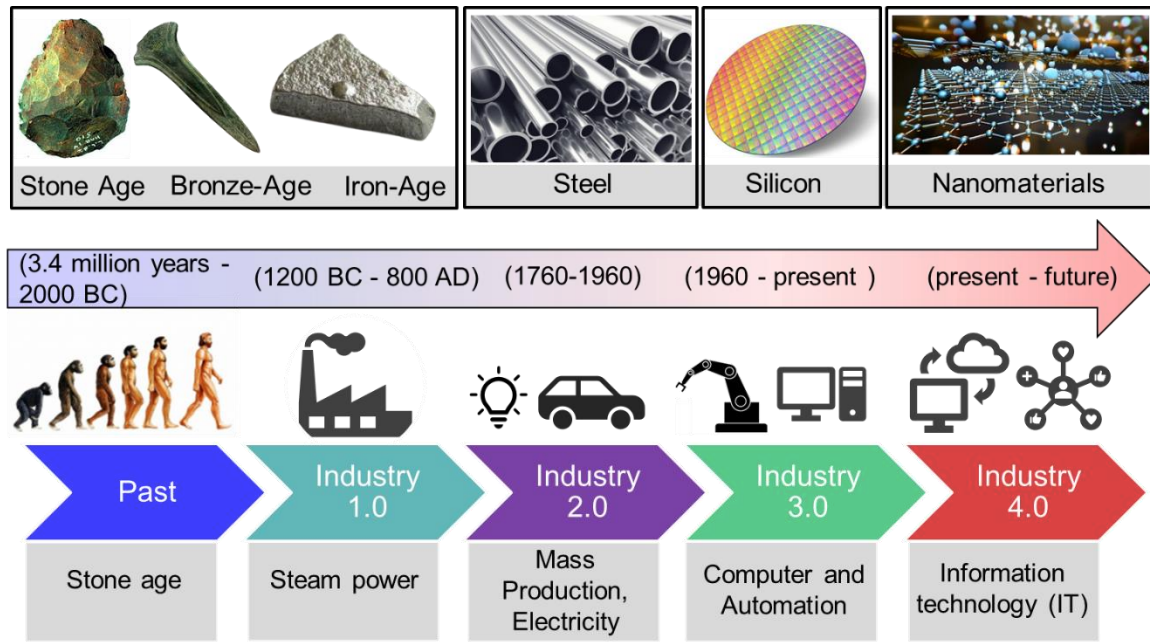 Stone Age Bronze-Age Iron-Age
Steel
Silicon
Nanomaterials
(3.4 million years -
2000 BC)
(1200 BC - 800 AD)
(1760-1960)
(1960 - present )
(present - future)
Past
Industry
1.0
Industry
2.0
Industry
3.0
Industry
4.0
Stone age
Steam power
Mass
Production,
Electricity
Computer and
Automation
Information
technology (IT)